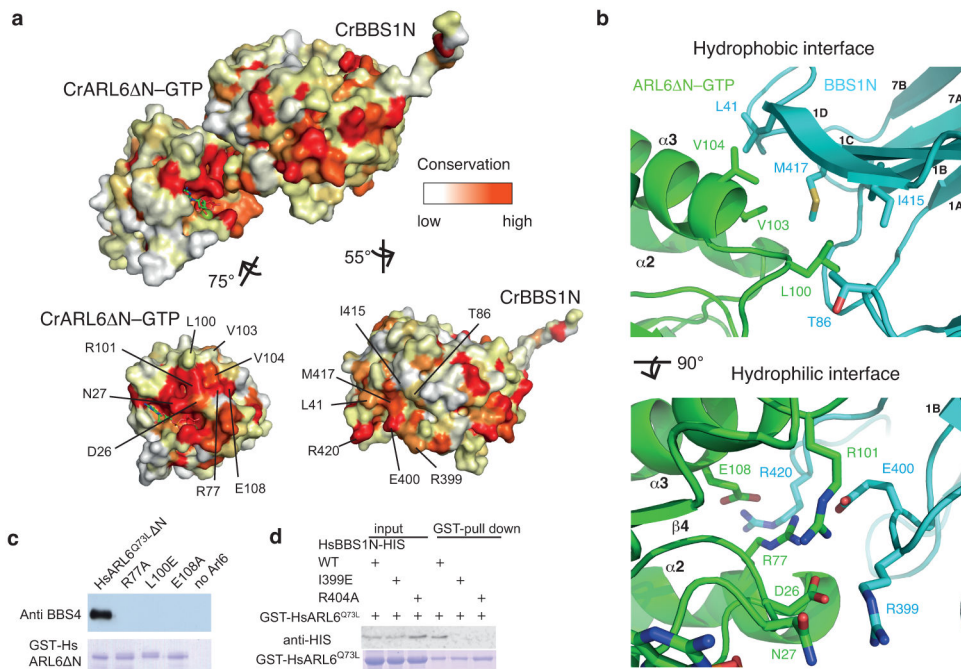 a
CrBBS1N
CrARL6ΔN–GTP
Conservation
low high
75°
55°
CrARL6ΔN–GTP
L100
V103
R101
V104
N27
D26
R77
E108
CrBBS1N
I415
T86
M417
L41
R420
E400
R399
b
Hydrophobic interface
ARL6ΔN–GTP
BBS1N
7B
7A
L41
1D
α3
V104
1C
M417
1B
I415
1A
V103
α2
L100
T86
90°
Hydrophilic interface
1B
R101
E108
R420
E400
α3
β4
R77
α2
D26
R399
N27
c
HsARL6Q73LΔN
R77A
L100E
E108A
no Arl6
Anti BBS4
GST-Hs
ARL6ΔN
d
input GST-pull down
HsBBS1N-HIS
WT + +
I399E + +
R404A + +
GST-HsARL6Q73L + + + + + +
anti-HIS
GST-HsARL6Q73L